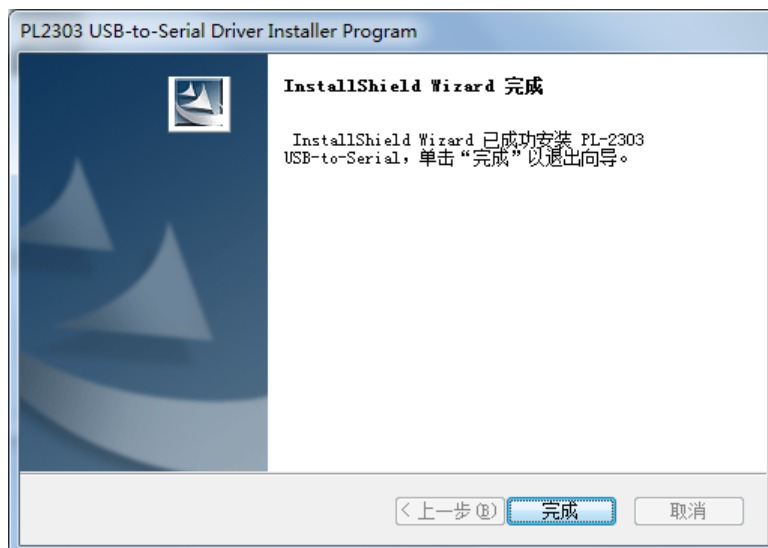 PL2303 USB-to-Serial Driver Installer Program
InstallShield Wizard 完成
InstallShield Wizard 已成功安装 PL-2303
USB-to-Serial，单击“完成”以退出向导。
< 上一步(B)
完成
取消